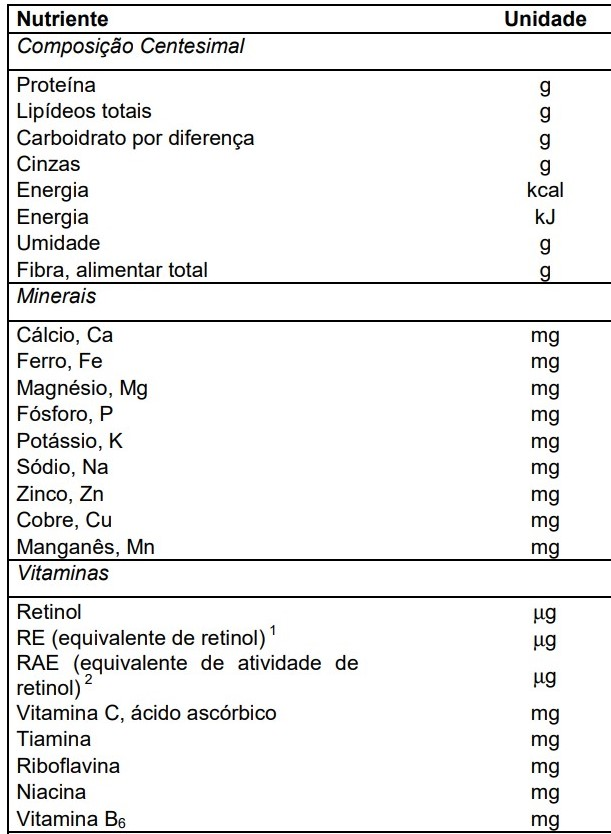 Nutriente Unidade
Composição Centesimal
Proteína g
Lipídeos totais g
Carboidrato por diferença g
Cinzas g
Energia kcal
Energia kJ
Umidade g
Fibra, alimentar total g
Minerais
Cálcio, Ca mg
Ferro, Fe mg
Magnésio, Mg mg
Fósforo, P mg
Potássio, K mg
Sódio, Na mg
Zinco, Zn mg
Cobre, Cu mg
Manganês, Mn mg
Vitaminas
Retinol μg
RE (equivalente de retinol) ¹ μg
RAE (equivalente de atividade de
retinol) ² μg
Vitamina C, ácido ascórbico mg
Tiamina mg
Riboflavina mg
Niacina mg
Vitamina B₆ mg